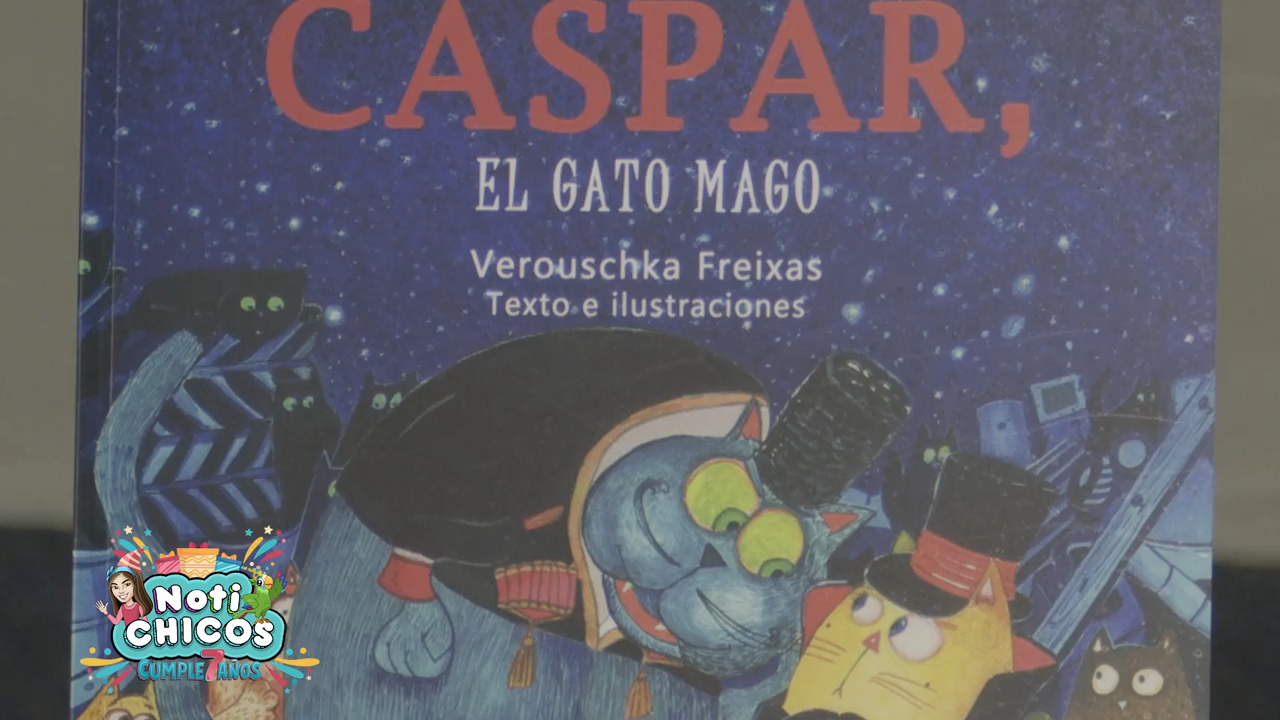 CASPAR,
EL GATO MAGO
Verouschka Freixas
Texto e ilustraciones
NOTI
CHICOS
CUMPLE 7 AÑOS